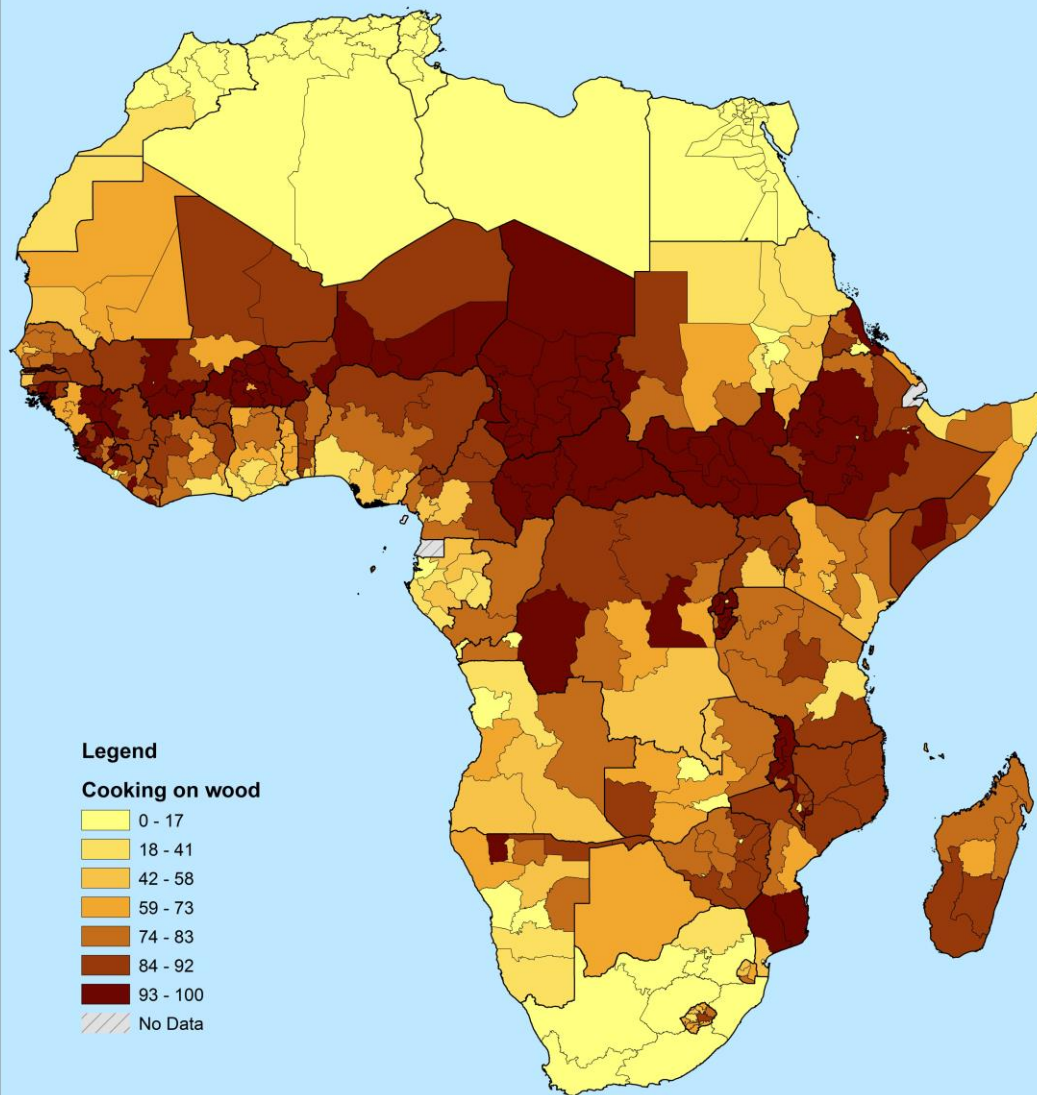 Legend
Cooking on wood
0 - 17
18 - 41
42 - 58
59 - 73
74 - 83
84 - 92
93 - 100
No Data